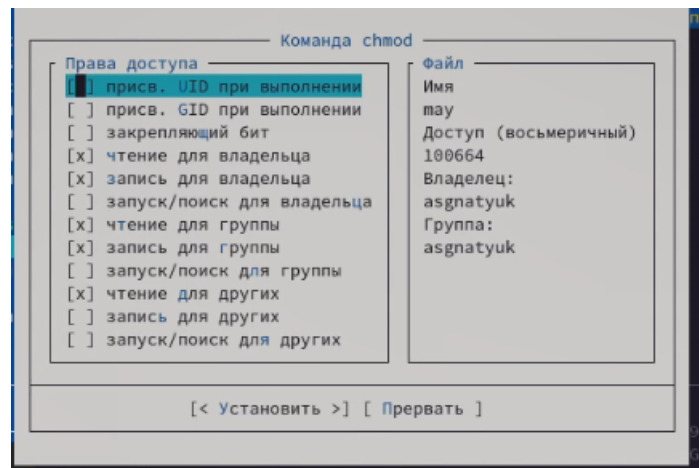 Команда chmod
Права доступа
[ ] присв. UID при выполнении
[ ] присв. GID при выполнении
[ ] закрепляющий бит
[x] чтение для владельца
[x] запись для владельца
[ ] запуск/поиск для владельца
[x] чтение для группы
[x] запись для группы
[ ] запуск/поиск для группы
[x] чтение для других
[ ] запись для других
[ ] запуск/поиск для других
Файл
Имя
may
Доступ (восьмеричный)
100664
Владелец:
asgnatyuk
Группа:
asgnatyuk
[< Установить >] [ Прервать ]